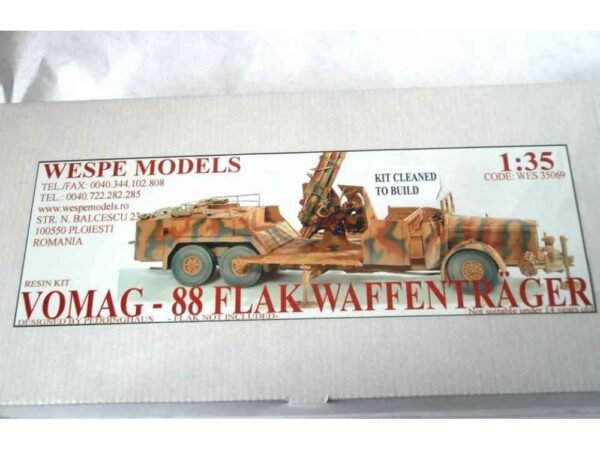 WESPE MODELS
TEL./FAX: 0040.344.102.808
TEL.: 0040.722.282.285
www.wespemodels.ro
STR. N. BALCESCU 23
100550 PLOIESTI
ROMANIA
KIT CLEANED
TO BUILD
1:35
CODE: WES 35069
RESIN KIT
VOMAG - 88 FLAK WAFFENTRÄGER
DESIGNED BY PEDDINGHAUS - FLAK NOT INCLUDED-
Not suitable under 14 years old